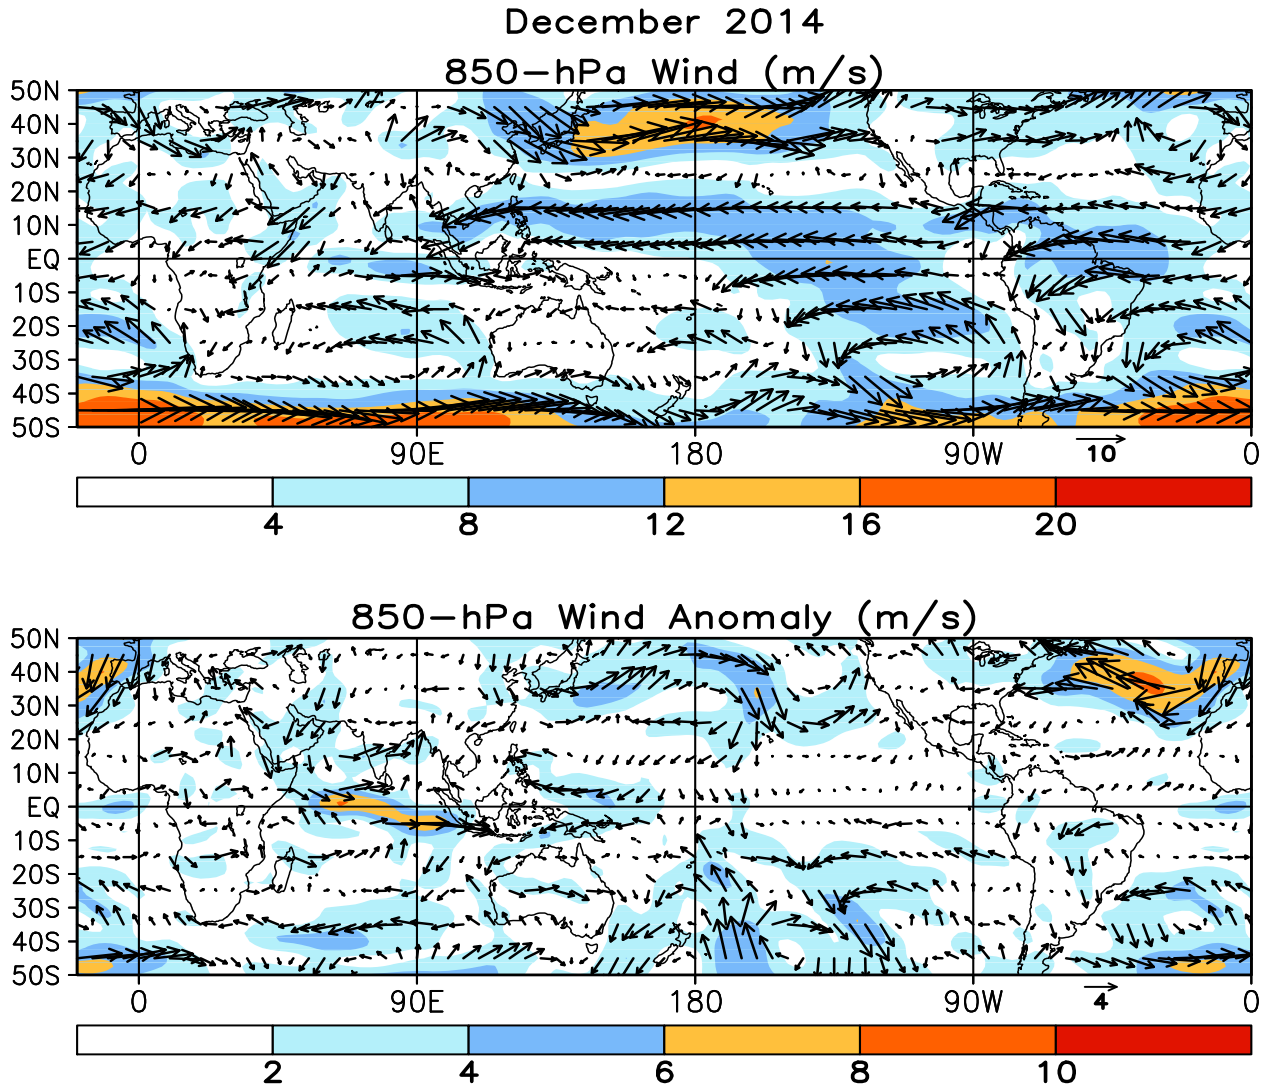 December 2014
850-hPa Wind (m/s)
50N
40N
30N
20N
10N
EQ
10S
20S
30S
40S
50S
0 90E 180 90W 0
10
4 8 12 16 20
850-hPa Wind Anomaly (m/s)
50N
40N
30N
20N
10N
EQ
10S
20S
30S
40S
50S
0 90E 180 90W 0
4
2 4 6 8 10